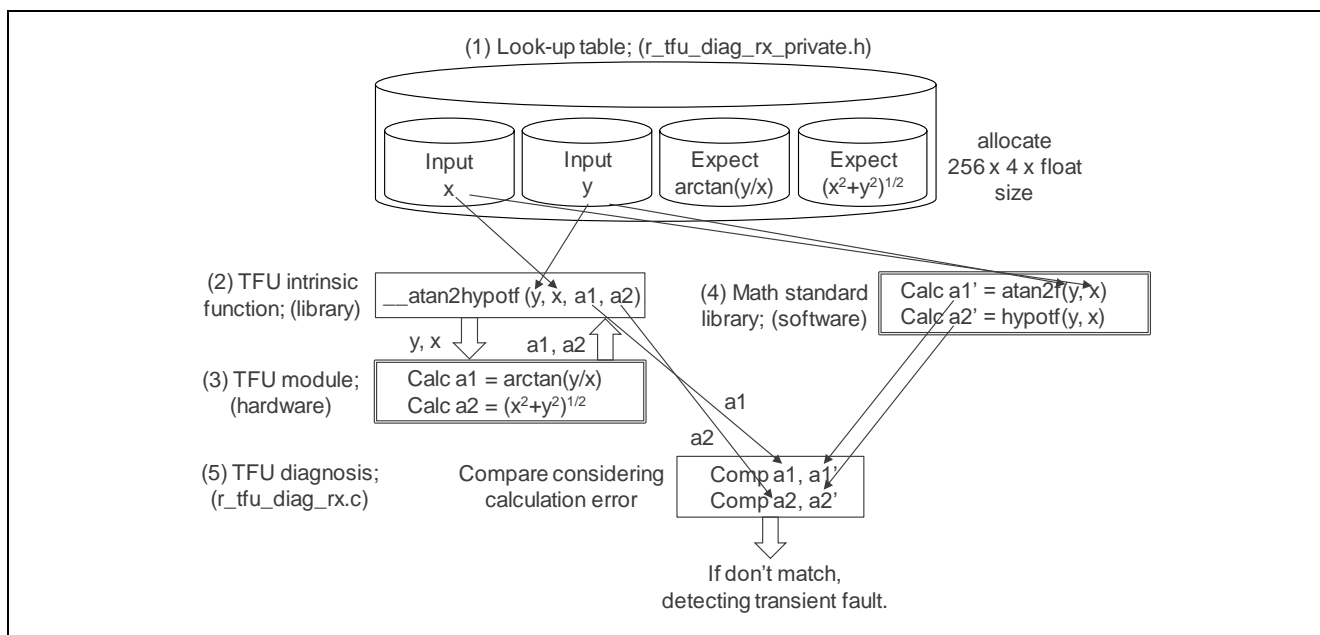 (1) Look-up table; (r_tfu_diag_rx_private.h)
Input
x
Input
y
Expect
arctan(y/x)
Expect
(x²+y²)¹/²
allocate
256 x 4 x float
size
(2) TFU intrinsic
function; (library)
__atan2hypotf (y, x, a1, a2)
y, x
a1, a2
(3) TFU module;
(hardware)
Calc a1 = arctan(y/x)
Calc a2 = (x²+y²)¹/²
(4) Math standard
library; (software)
Calc a1’ = atan2f(y, x)
Calc a2’ = hypotf(y, x)
a1
a2
(5) TFU diagnosis;
(r_tfu_diag_rx.c)
Compare considering
calculation error
Comp a1, a1’
Comp a2, a2’
If don’t match,
detecting transient fault.